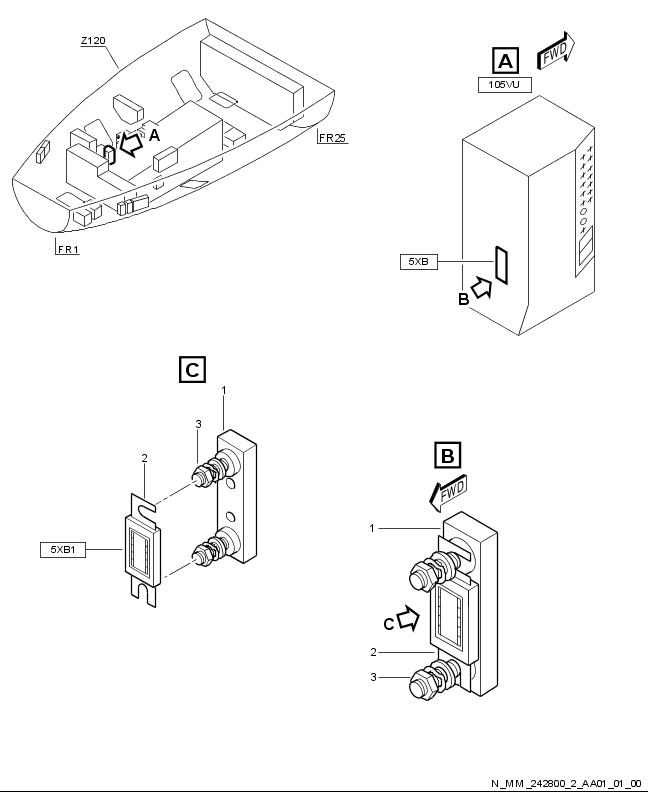 Z120
A
FR25
FR1
A
FWD
105VU
5XB
B
C
1
3
2
5XB1
B
FWD
1
C
2
3
N_MM_242800_2_AA01_01_00